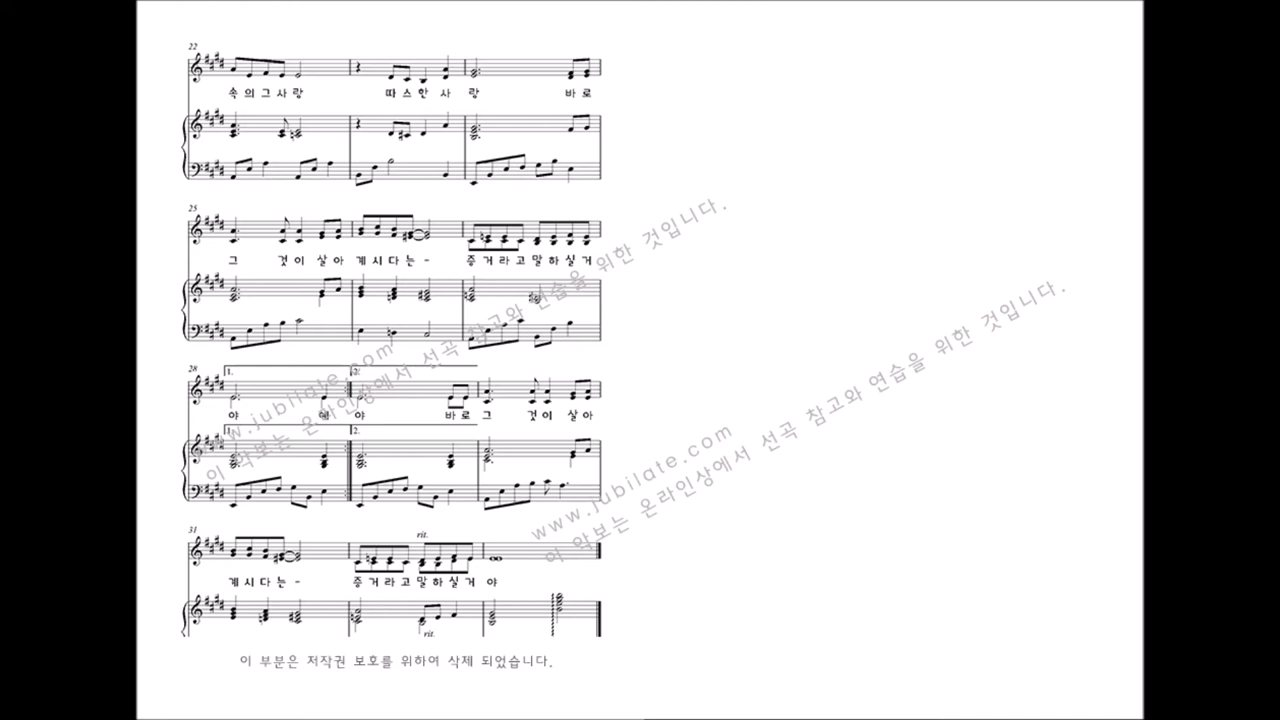 22
속의그사랑 따스한사 랑 바로
25
그 것이 살아 계시다는- 증거라고말하실거
28
1. 2.
야 해 야 바로그 것이 살아
1. 2.
31
rit.
계시다는- 증거라고말하실거 야
rit.
이 부분은 저작권 보호를 위하여 삭제 되었습니다.
www.jubilate.com
이 악보는 온라인상에서 선곡 참고와 연습을 위한 것입니다.
www.jubilate.com
이 악보는 온라인상에서 선곡 참고와 연습을 위한 것입니다.